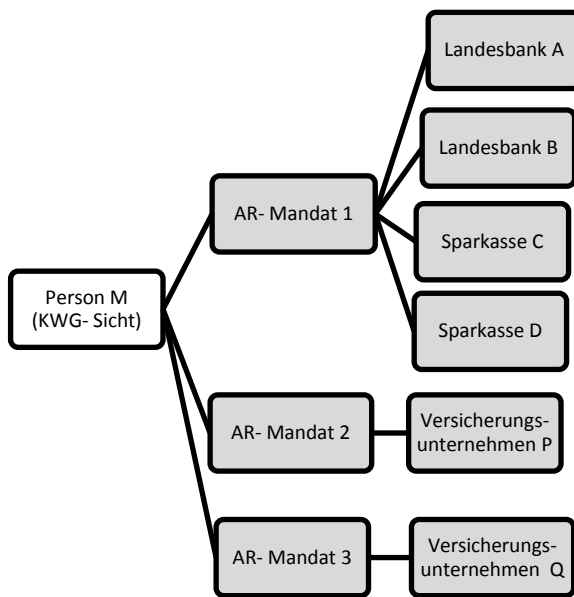 Landesbank A
Landesbank B
AR- Mandat 1
Sparkasse C
Person M
(KWG- Sicht)
Sparkasse D
AR- Mandat 2
Versicherungs-
unternehmen P
AR- Mandat 3
Versicherungs-
unternehmen Q